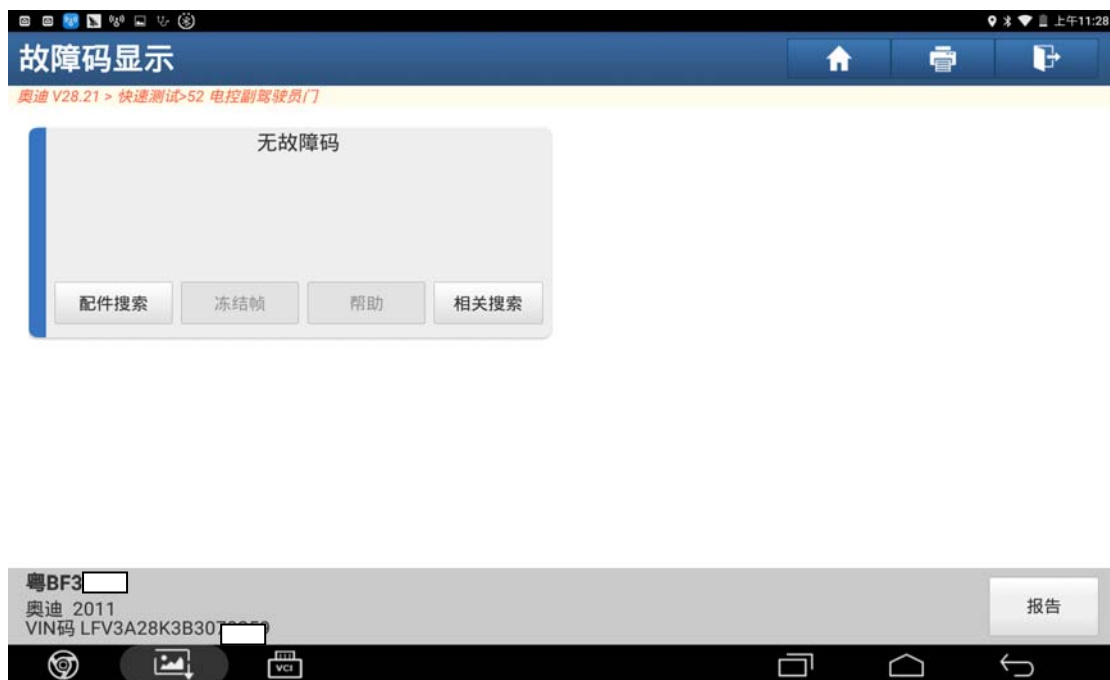 上午11:28
故障码显示
奥迪 V28.21 > 快速测试>52 电控副驾驶员门
无故障码
配件搜索 冻结帧 帮助 相关搜索
粤BF3
奥迪 2011
VIN码 LFV3A28K3B307
报告
VCI